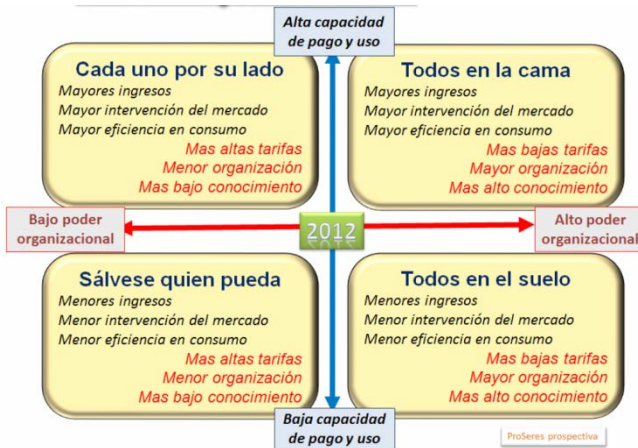 Alta capacidad
de pago y uso
Cada uno por su lado
Mayores ingresos
Mayor intervención del mercado
Mayor eficiencia en consumo
Mas altas tarifas
Menor organización
Mas bajo conocimiento
Todos en la cama
Mayores ingresos
Mayor intervención del mercado
Mayor eficiencia en consumo
Mas bajas tarifas
Mayor organización
Mas alto conocimiento
Bajo poder
organizacional
2012
Alto poder
organizacional
Sálvese quien pueda
Menores ingresos
Menor intervención del mercado
Menor eficiencia en consumo
Mas altas tarifas
Menor organización
Mas bajo conocimiento
Todos en el suelo
Menores ingresos
Menor intervención del mercado
Menor eficiencia en consumo
Mas bajas tarifas
Mayor organización
Mas alto conocimiento
Baja capacidad
de pago y uso
ProSeres prospectiva